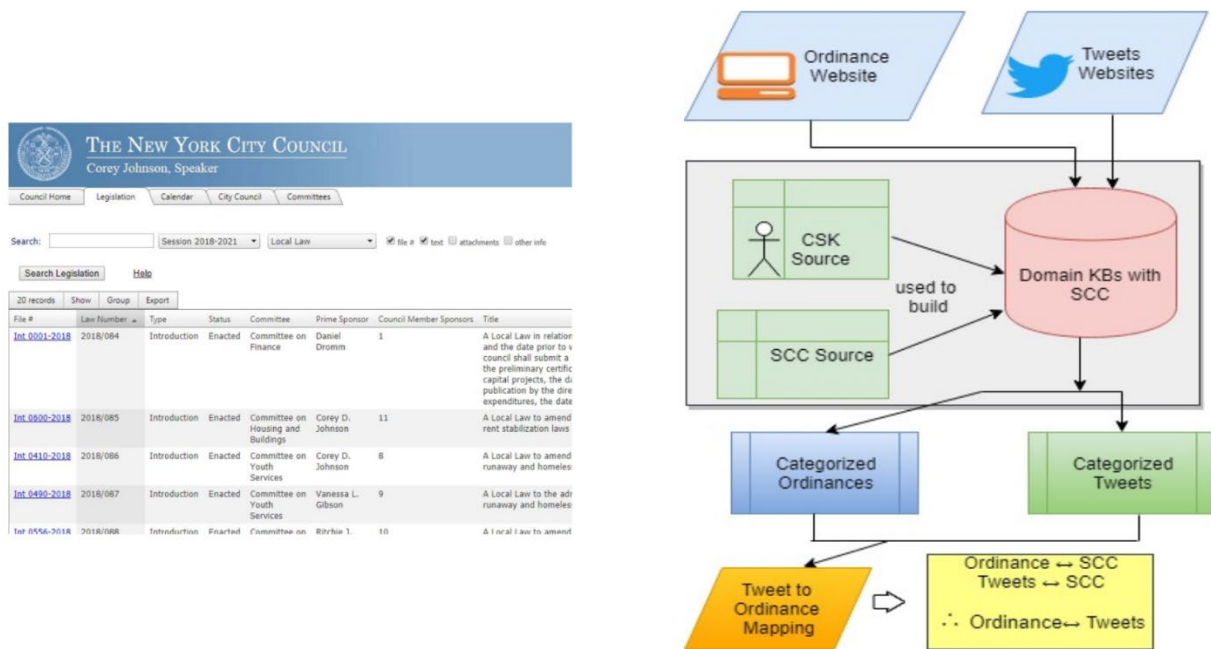 THE NEW YORK CITY COUNCIL
Corey Johnson, Speaker
Council Home Legislation Calendar City Council Committees
Search: Session 2018-2021 Local Law file # text attachments other info
Search Legislation Help
20 records Show Group Export
File # Law Number Type Status Committee Prime Sponsor Council Member Sponsors Title
Int 0001-2018 2018/084 Introduction Enacted Committee on Daniel 1 A Local Law in relation
Finance Dromm and the date prior to
council shall submit a
the preliminary certific
capital projects, the da
publication by the dire
expenditures, the date
Int 0600-2018 2018/085 Introduction Enacted Committee on Corey D. 11 A Local Law to amend
Housing and Johnson rent stabilization laws
Buildings
Int 0410-2018 2018/086 Introduction Enacted Committee on Corey D. 8 A Local Law to amend
Youth Johnson runaway and homeles
Services
Int 0490-2018 2018/087 Introduction Enacted Committee on Vanessa L. 9 A Local Law to the adm
Youth Gibson runaway and homeles
Services
Int 0556-2018 2018/088 Introduction Enacted Committee on Ritchie J. 10 A Local Law to amend
Ordinance
Website
Tweets
Websites
CSK
Source
used to
build
SCC Source
Domain KBs with
SCC
Categorized
Ordinances
Categorized
Tweets
Tweet to
Ordinance
Mapping
Ordinance ↔ SCC
Tweets ↔ SCC
∴ Ordinance↔ Tweets